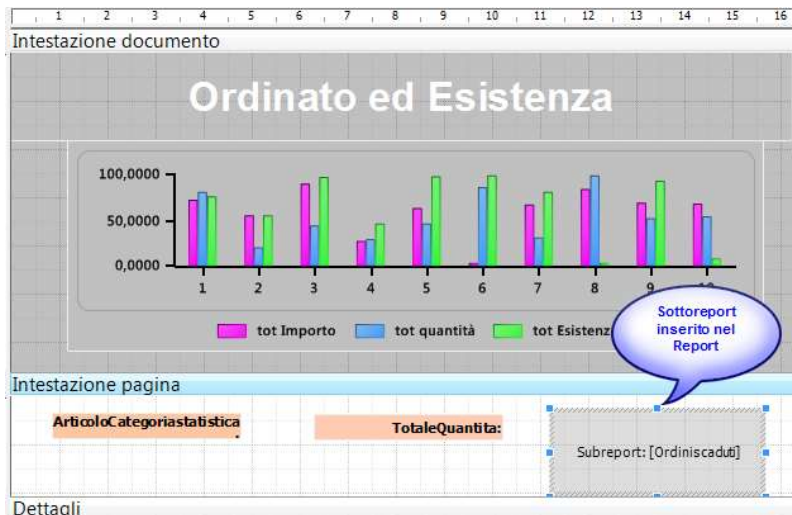 1 2 3 4 5 6 7 8 9 10 11 12 13 14 15 16
Intestazione documento
Ordinato ed Esistenza
100,0000
50,0000
0,0000
1 2 3 4 5 6 7 8 9 10
tot Importo tot quantità tot Esistenz
Sottoreport
inserito nel
Report
Intestazione pagina
ArticoloCategoriastatistica
.
TotaleQuantita:
Subreport: [Ordiniscaduti]
Dettagli